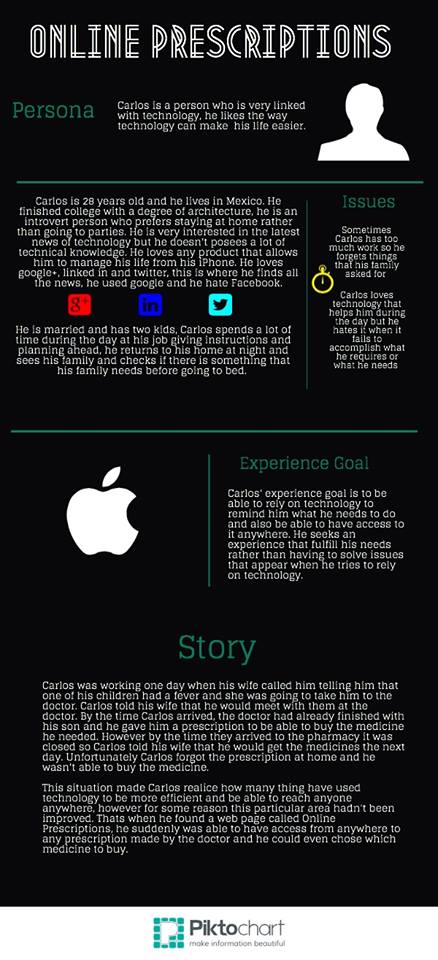 ONLINE PRESCRIPTIONS
Persona
Carlos is a person who is very linked
with technology, he likes the way
technology can make his life easier.
Carlos is 28 years old and he lives in Mexico. He
finished college with a degree of architecture, he is an
introvert person who prefers staying at home rather
than going to parties. He is very interested in the latest
news of technology but he doesn't posees a lot of
technical knowledge. He loves any product that allows
him to manage his life from his iPhone. He loves
google+, linked in and twitter, this is where he finds all
the news, he used google and he hate Facebook.
g+
in
He is married and has two kids, Carlos spends a lot of
time during the day at his job giving instructions and
planning ahead, he returns to his home at night and
sees his family and checks if there is something that
his family needs before going to bed.
Issues
Sometimes
Carlos has too
much work so he
forgets things
that his family
asked for
Carlos loves
technology that
helps him during
the day but he
hates it when it
fails to
accomplish what
he requires or
what he needs
Experience Goal
Carlos' experience goal is to be
able to rely on technology to
remind him what he needs to do
and also be able to have access to
it anywhere. He seeks an
experience that fulfill his needs
rather than having to solve issues
that appear when he tries to rely
on technology.
Story
Carlos was working one day when his wife called him telling him that
one of his children had a fever and she was going to take him to the
doctor. Carlos told his wife that he would meet with them at the
doctor. By the time Carlos arrived, the doctor had already finished with
his son and he gave him a prescription to be able to buy the medicine
he needed. However by the time they arrived to the pharmacy it was
closed so Carlos told his wife that he would get the medicines the next
day. Unfortunately Carlos forgot the prescription at home and he
wasn't able to buy the medicine.
This situation made Carlos realice how many thing have used
technology to be more efficient and be able to reach anyone
anywhere, however for some reason this particular area hadn't been
improved. Thats when he found a web page called Online
Prescriptions, he suddenly was able to have access from anywhere to
any prescription made by the doctor and he could even chose which
medicine to buy.
Piktochart
make information beautiful